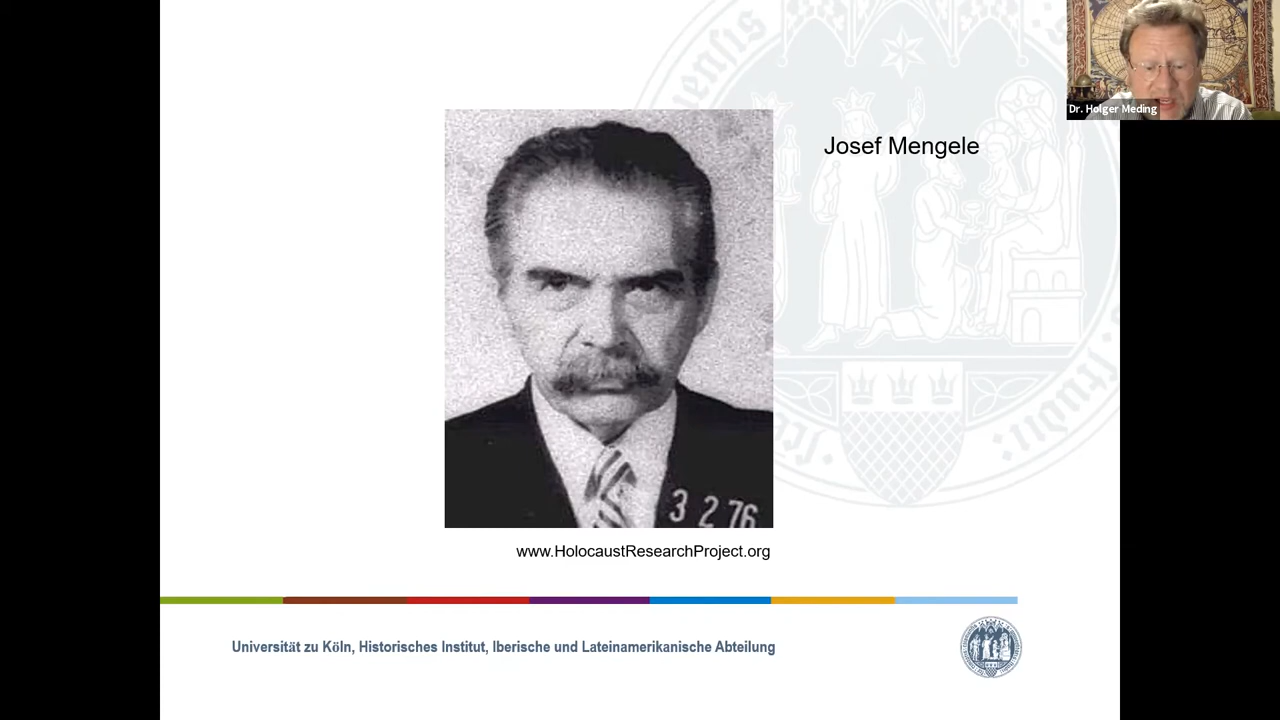 Dr. Holger Meding
Josef Mengele
3 2 76
www.HolocaustResearchProject.org
Universität zu Köln, Historisches Institut, Iberische und Lateinamerikanische Abteilung